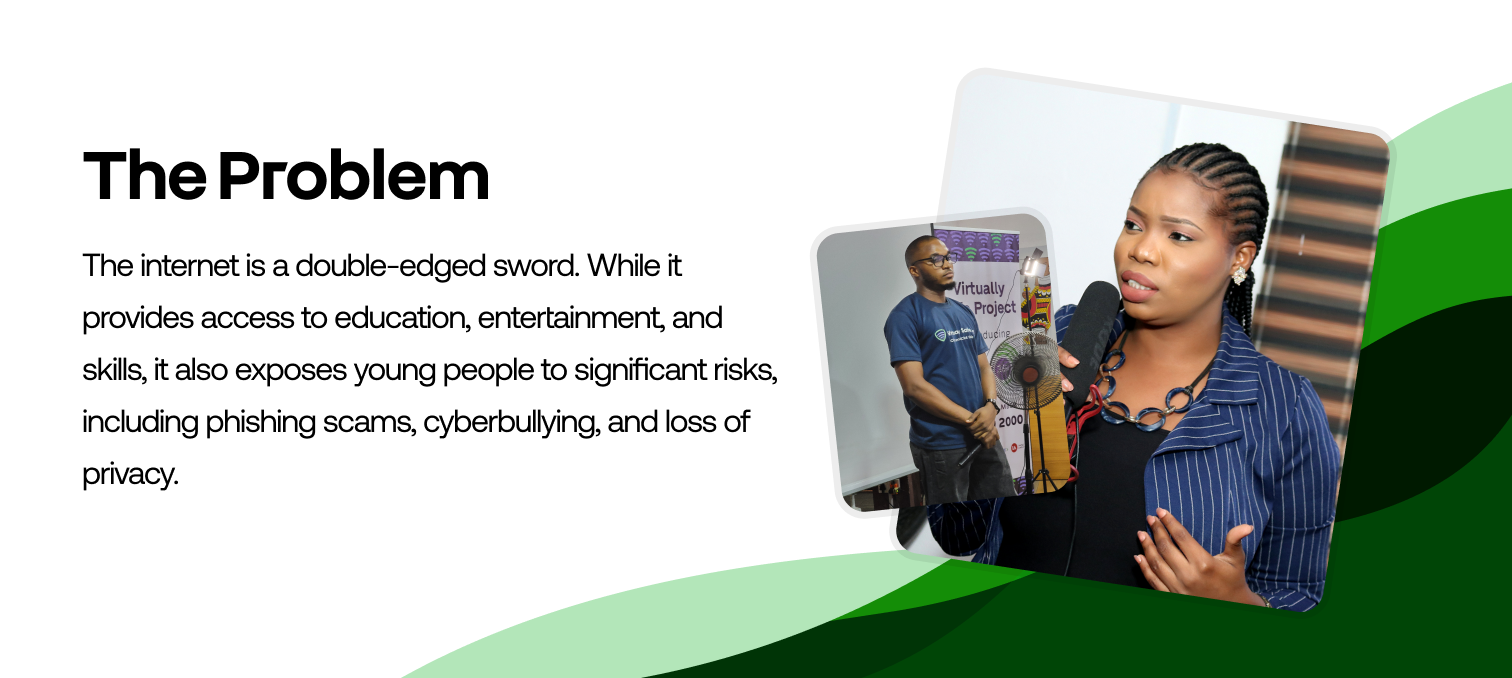 The Problem
The internet is a double-edged sword. While it
provides access to education, entertainment, and
skills, it also exposes young people to significant risks,
including phishing scams, cyberbullying, and loss of
privacy.
Virtually
Project
2000